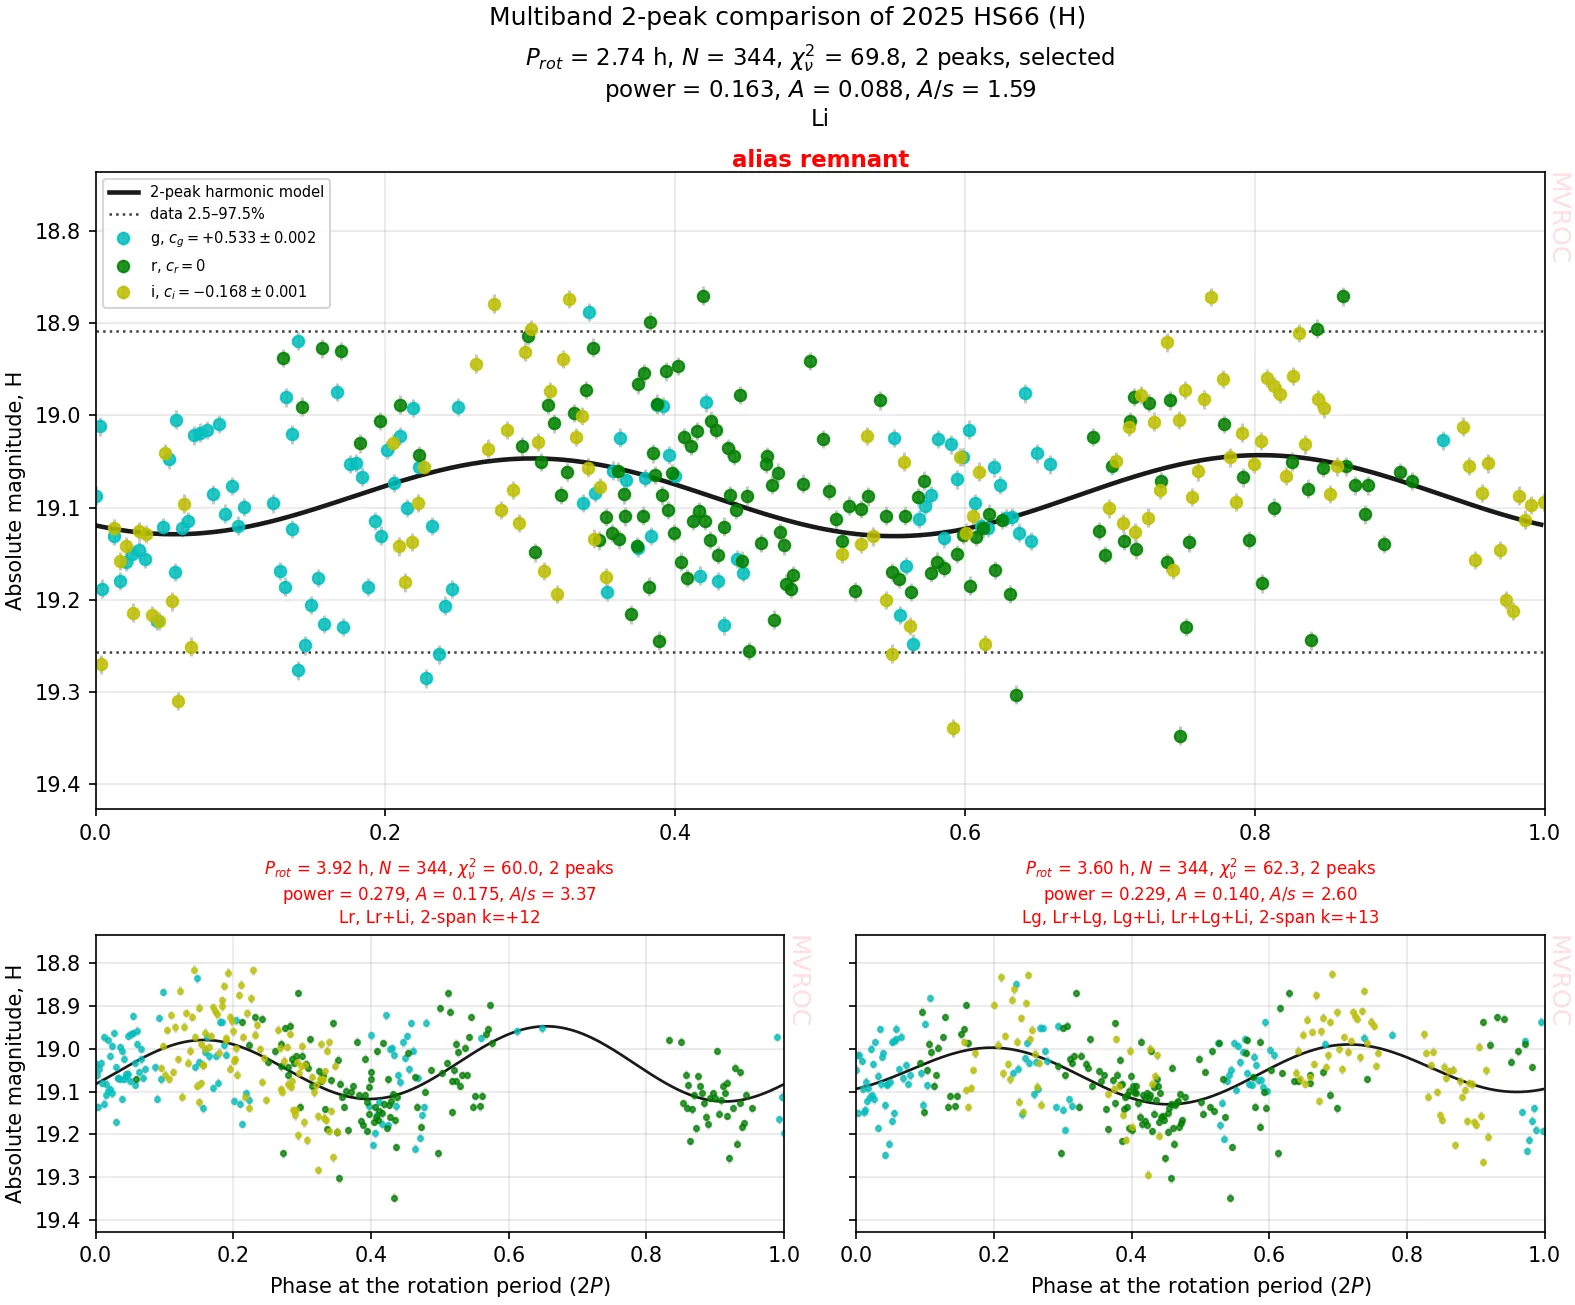 Multiband 2-peak comparison of 2025 HS66 (H)
P_rot = 2.74 h, N = 344, χ²_ν = 69.8, 2 peaks, selected
power = 0.163, A = 0.088, A/s = 1.59
Li
alias remnant
2-peak harmonic model
data 2.5–97.5%
g, c_g = +0.533 ± 0.002
r, c_r = 0
i, c_i = −0.168 ± 0.001
MVROC
Absolute magnitude, H
18.8
18.9
19.0
19.1
19.2
19.3
19.4
0.0 0.2 0.4 0.6 0.8 1.0
P_rot = 3.92 h, N = 344, χ²_ν = 60.0, 2 peaks
power = 0.279, A = 0.175, A/s = 3.37
Lr, Lr+Li, 2-span k=+12
MVROC
Absolute magnitude, H
18.8
18.9
19.0
19.1
19.2
19.3
19.4
0.0 0.2 0.4 0.6 0.8 1.0
Phase at the rotation period (2P)
P_rot = 3.60 h, N = 344, χ²_ν = 62.3, 2 peaks
power = 0.229, A = 0.140, A/s = 2.60
Lg, Lr+Lg, Lg+Li, Lr+Lg+Li, 2-span k=+13
MVROC
0.0 0.2 0.4 0.6 0.8 1.0
Phase at the rotation period (2P)